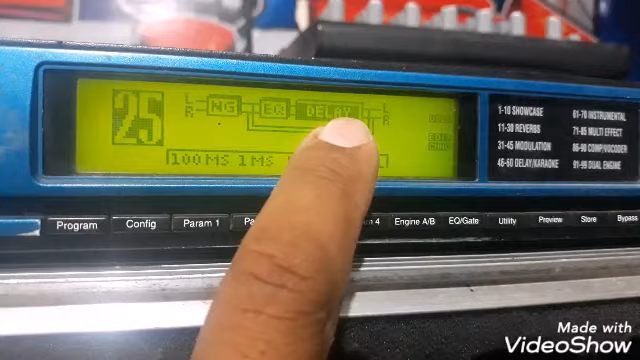 25
L
R
NG
EQ
DELAY
L
R
100MS 1MS
1-10 SHOWCASE
11-30 REVERBS
31-45 MODULATION
46-60 DELAY/KARAOKE
61-70 INSTRUMENTAL
71-85 MULTI EFFECT
86-90 COMP/VOCODER
91-99 DUAL ENGINE
Program
Config
Param 1
4
Engine A/B
EQ/Gate
Utility
Preview
Store
Bypass
Made with
VideoShow